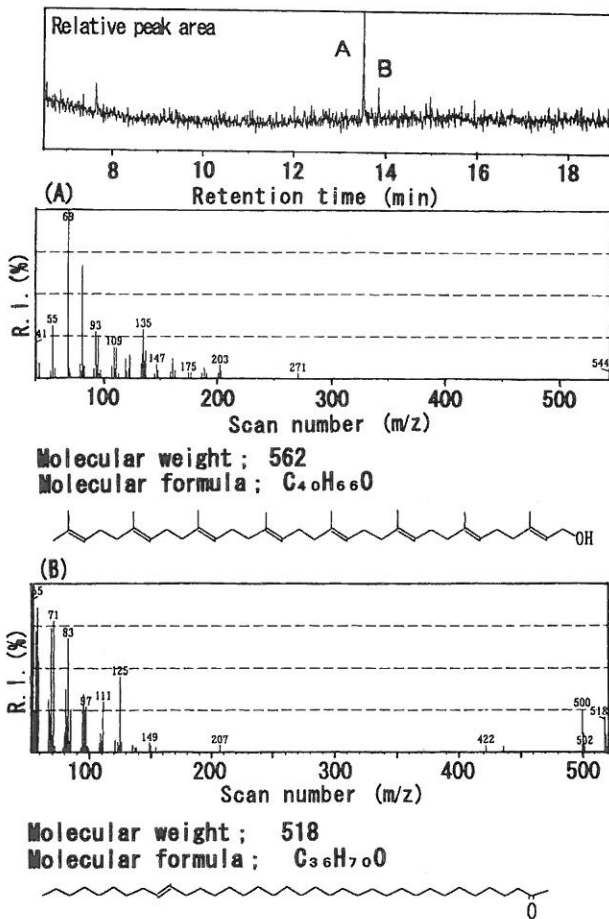 Relative peak area
A
B
8 10 12 14 16 18
Retention time (min)
(A)
R. I. (%)
41 55 69 93 109 135 147 175 203 271 544
100 200 300 400 500
Scan number (m/z)
Molecular weight ; 562
Molecular formula ; C₄₀H₆₆O
OH
(B)
R. I. (%)
71 83 97 111 125 149 207 422 500 502 518
100 200 300 400 500
Scan number (m/z)
Molecular weight ; 518
Molecular formula ; C₃₆H₇₀O
O